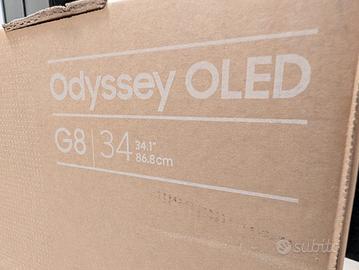 Odyssey OLED
G8 34 34.1"
86.8cm
subito